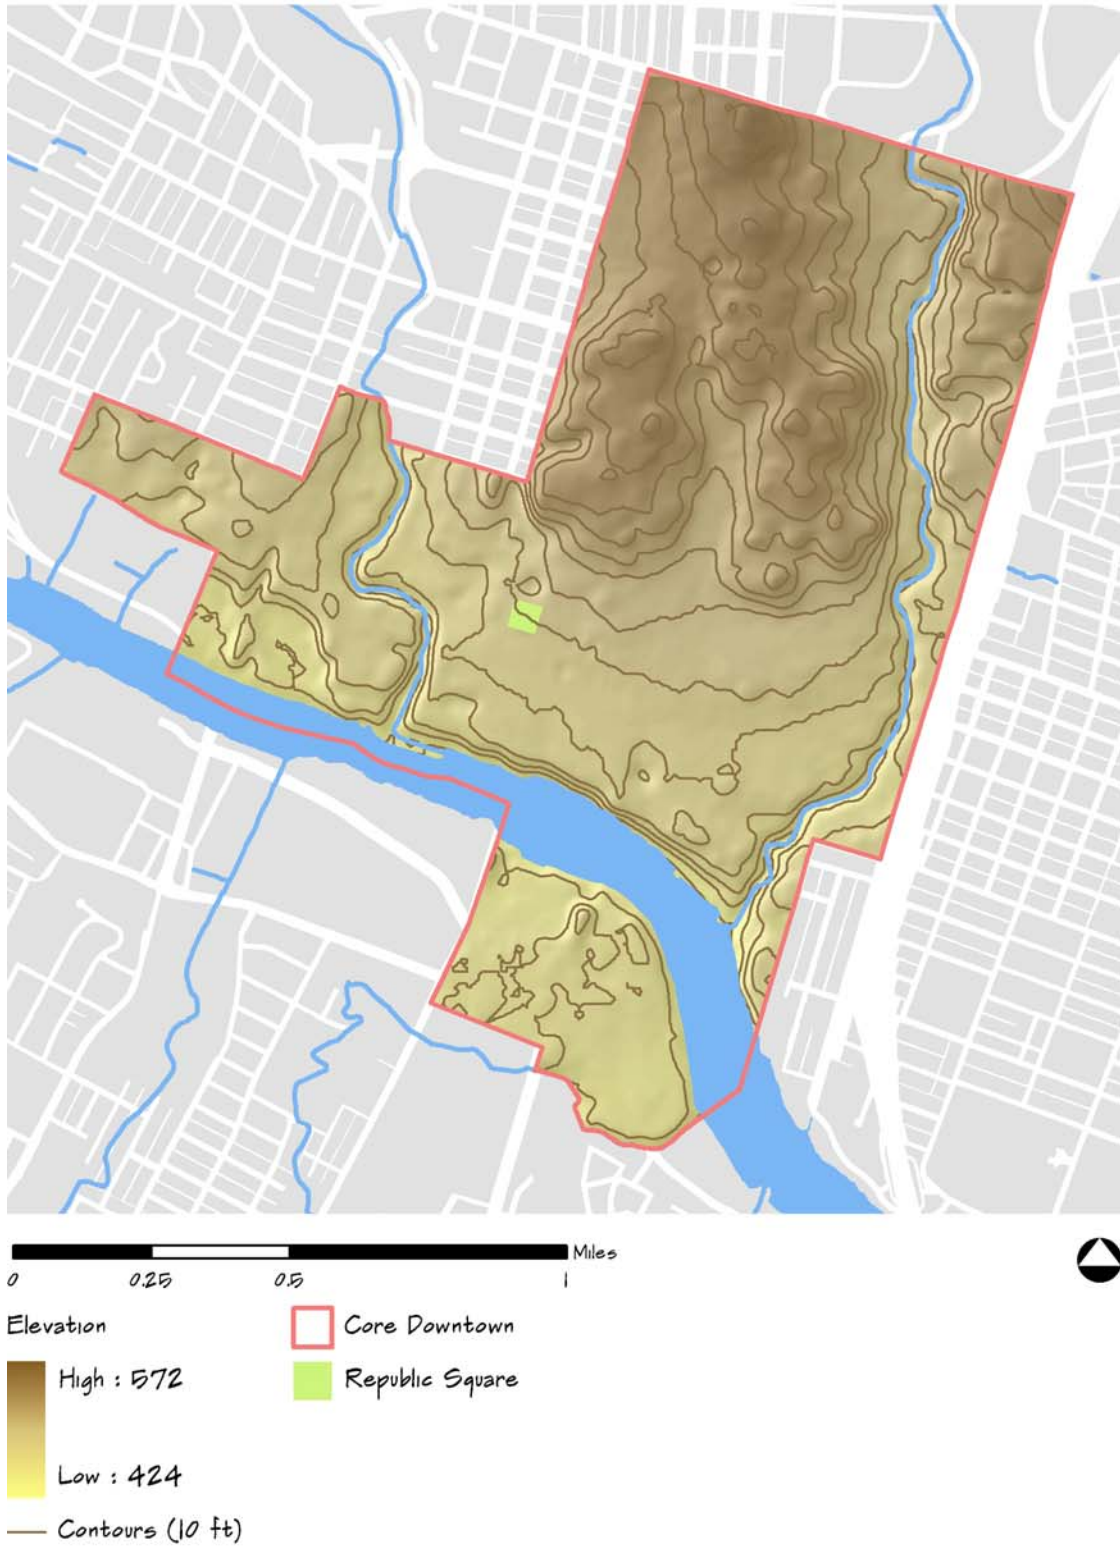 Miles
0 0.25 0.5 1
Elevation
Core Downtown
High : 572
Republic Square
Low : 424
Contours (10 ft)